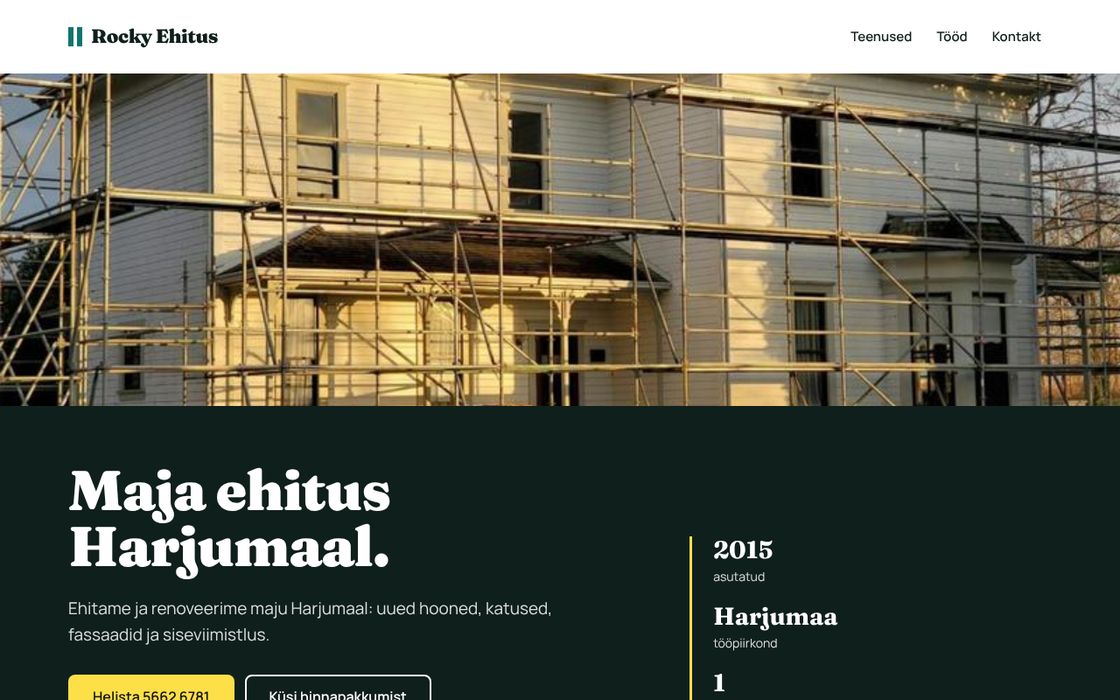 Rocky Ehitus
Teenused
Tööd
Kontakt
Maja ehitus
Harjumaal.
Ehitame ja renoveerime maju Harjumaal: uued hooned, katused,
fassaadid ja siseviimistlus.
Helista 5662 6781
Küsi hinnapakkumist
2015
asutatud
Harjumaa
tööpiirkond
1